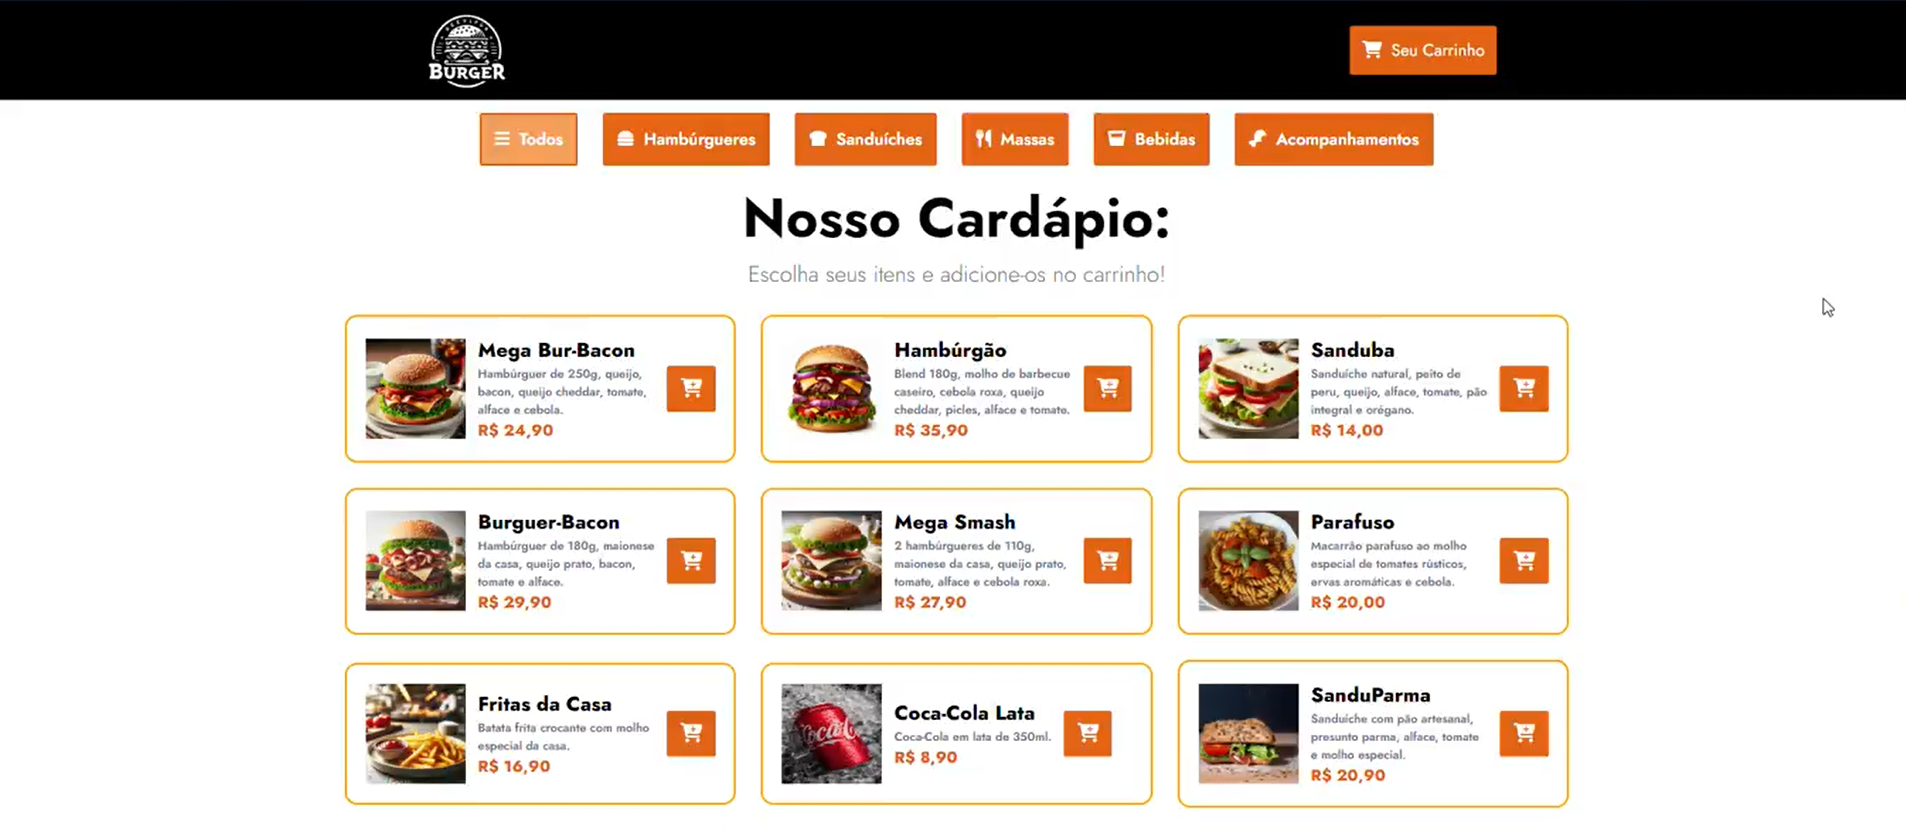 BURGER
Seu Carrinho
Todos
Hambúrgueres
Sanduíches
Massas
Bebidas
Acompanhamentos
Nosso Cardápio:
Escolha seus itens e adicione-os no carrinho!
Mega Bur-Bacon
Hambúrguer de 250g, queijo,
bacon, queijo cheddar, tomate,
alface e cebola.
R$ 24,90
Hambúrgão
Blend 180g, molho de barbecue
caseiro, cebola roxa, queijo
cheddar, picles, alface e tomate.
R$ 35,90
Sanduba
Sanduíche natural, peito de
peru, queijo, alface, tomate, pão
integral e orégano.
R$ 14,00
Burguer-Bacon
Hambúrguer de 180g, maionese
da casa, queijo prato, bacon,
tomate e alface.
R$ 29,90
Mega Smash
2 hambúrgueres de 110g,
maionese da casa, queijo prato,
tomate, alface e cebola roxa.
R$ 27,90
Parafuso
Macarrão parafuso ao molho
especial de tomates rústicos,
ervas aromáticas e cebola.
R$ 20,00
Fritas da Casa
Batata frita crocante com molho
especial da casa.
R$ 16,90
Coca-Cola
Coca-Cola Lata
Coca-Cola em lata de 350ml.
R$ 8,90
SanduParma
Sanduíche com pão artesanal,
presunto parma, alface, tomate
e molho especial.
R$ 20,90